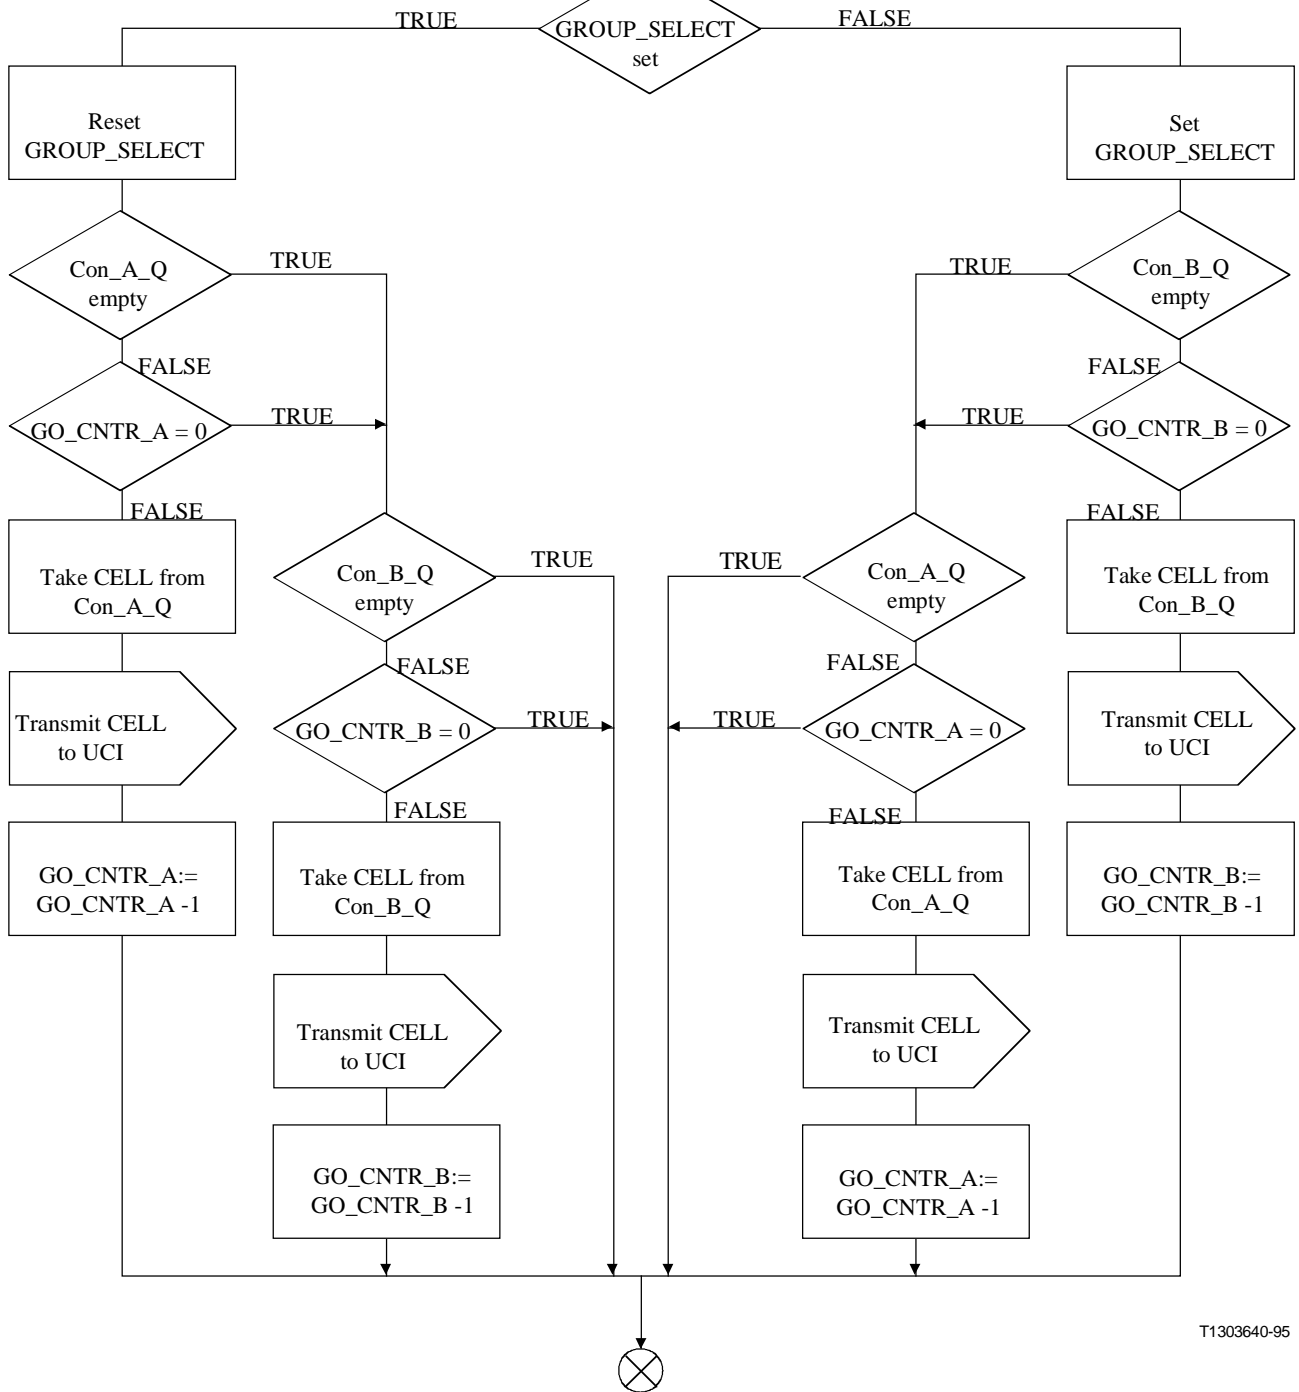 TRUE
GROUP_SELECT
set
FALSE
Reset
GROUP_SELECT
Set
GROUP_SELECT
Con_A_Q
empty
TRUE
TRUE
Con_B_Q
empty
FALSE
FALSE
GO_CNTR_A = 0
TRUE
TRUE
GO_CNTR_B = 0
FALSE
FALSE
Take CELL from
Con_A_Q
Con_B_Q
empty
TRUE
TRUE
Con_A_Q
empty
Take CELL from
Con_B_Q
FALSE
FALSE
Transmit CELL
to UCI
GO_CNTR_B = 0
TRUE
TRUE
GO_CNTR_A = 0
Transmit CELL
to UCI
FALSE
FALSE
GO_CNTR_A:=
GO_CNTR_A -1
Take CELL from
Con_B_Q
Take CELL from
Con_A_Q
GO_CNTR_B:=
GO_CNTR_B -1
Transmit CELL
to UCI
Transmit CELL
to UCI
GO_CNTR_B:=
GO_CNTR_B -1
GO_CNTR_A:=
GO_CNTR_A -1
T1303640-95